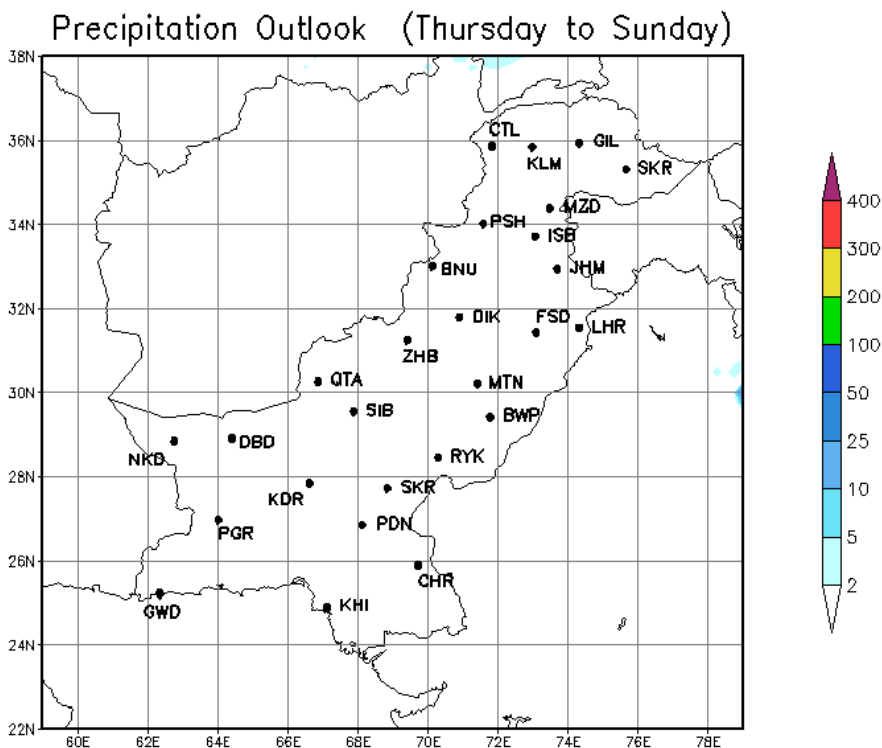 Precipitation Outlook (Thursday to Sunday)
38N
36N
34N
32N
30N
28N
26N
24N
22N
60E 62E 64E 66E 68E 70E 72E 74E 76E 78E
CTL
KLM
GIL
SKR
MZD
PSH
ISB
BNU
JHM
DIK
FSD
LHR
ZHB
QTA
MTN
SIB
BWP
NKD
DBD
RYK
KDR
SKR
PGR
PDN
CHR
GWD
KHI
400
300
200
100
50
25
10
5
2